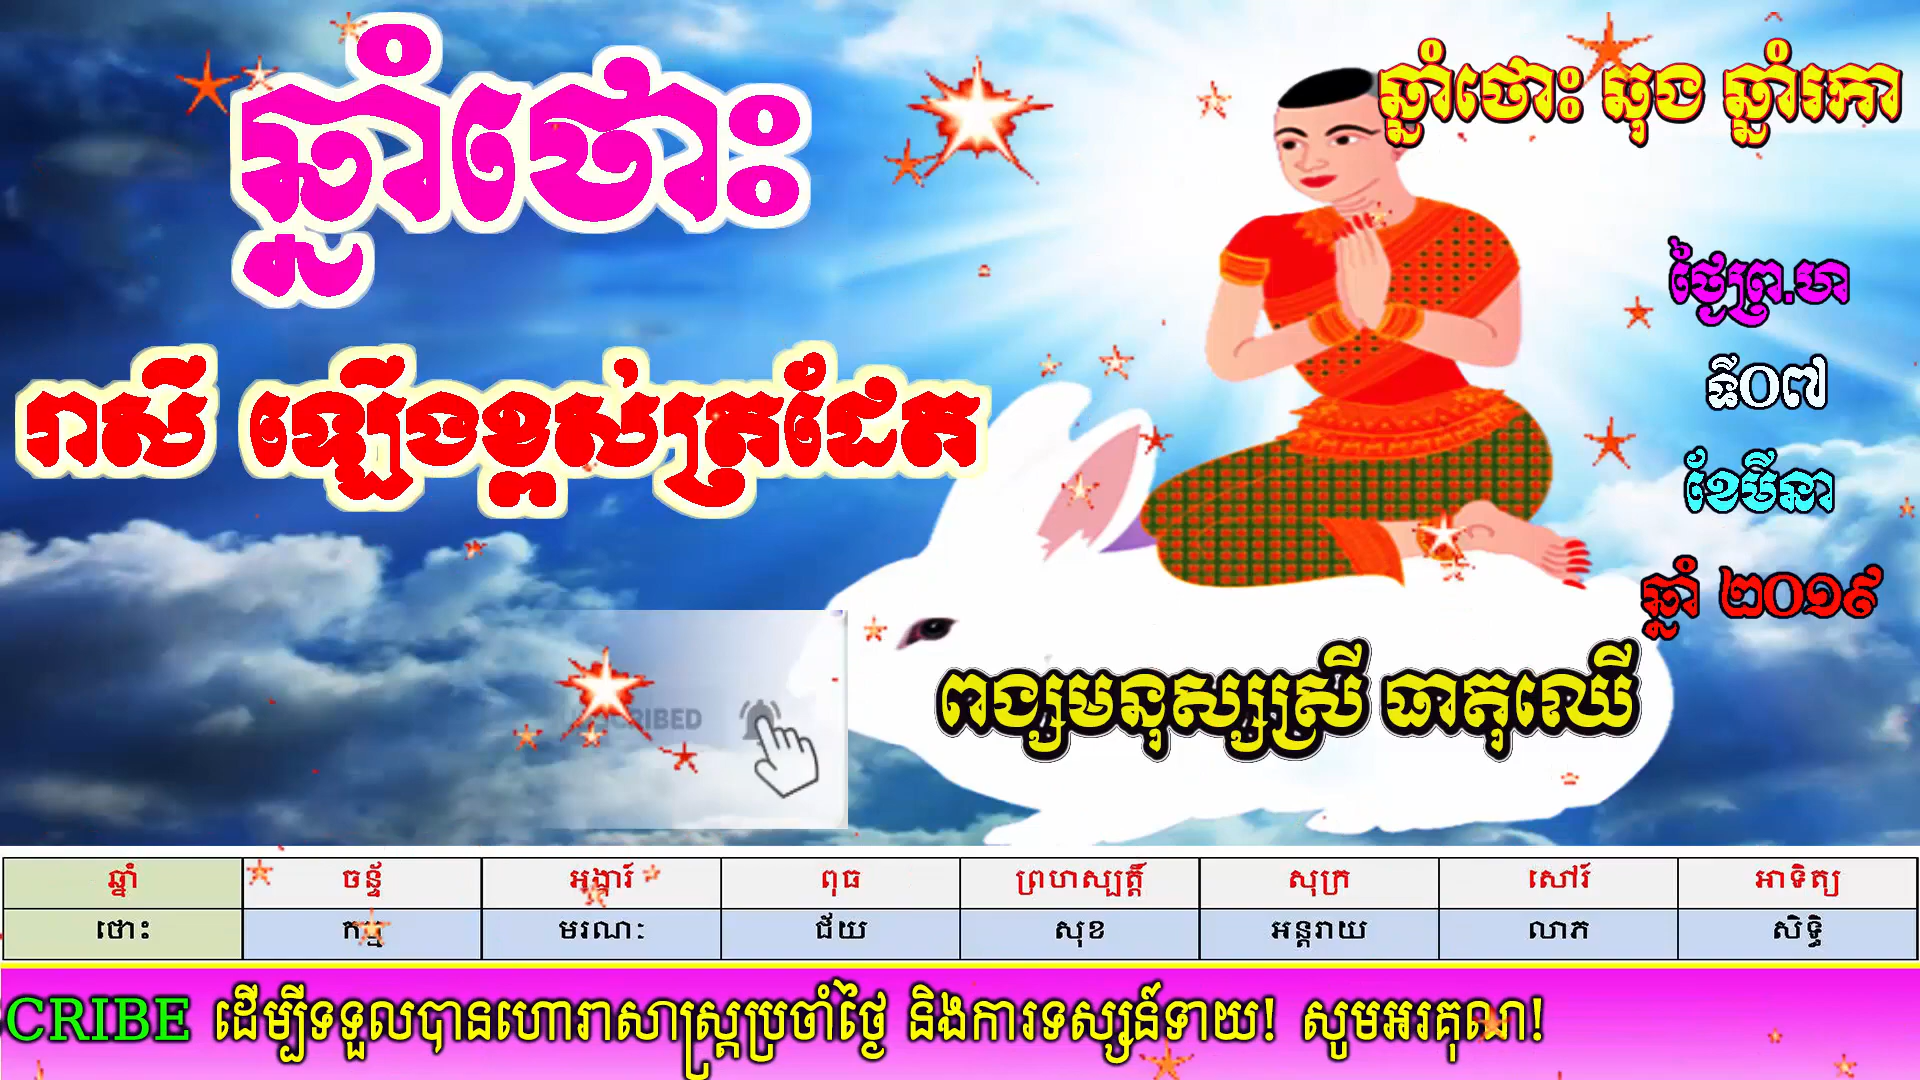 ឆ្នាំថោះ
ឆ្នាំថោះ ឆុង ឆ្នាំរកា
ថ្ងៃព្រ.ហ
ទី០៧
ខែមីនា
ឆ្នាំ ២០១៩
រាសី ឡើងខ្ពស់ត្រដែត
ពង្សមនុស្សស្រី ធាតុឈើ
ឆ្នាំ ចន្ទ័ អង្គារ៍ ពុធ ព្រហស្បត្តិ៍ សុក្រ សៅរ៍ អាទិត្យ
ថោះ កម្ម មរណៈ ជ័យ សុខ អន្តរាយ លាភ សិទ្ធិ
CRIBE ដើម្បីទទួលបានហោរាសាស្ត្រប្រចាំថ្ងៃ និងការទស្សន៍ទាយ! សូមអរគុណ!